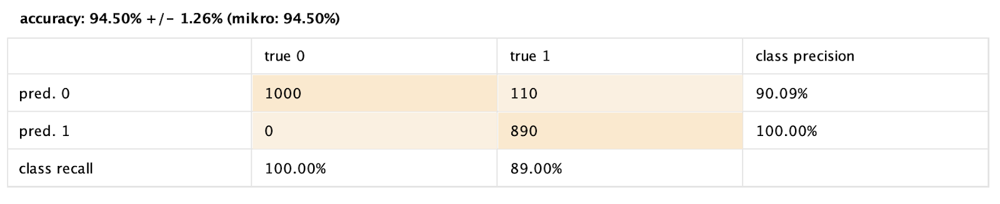 accuracy: 94.50% +/- 1.26% (mikro: 94.50%)
true 0 true 1 class precision
pred. 0 1000 110 90.09%
pred. 1 0 890 100.00%
class recall 100.00% 89.00%